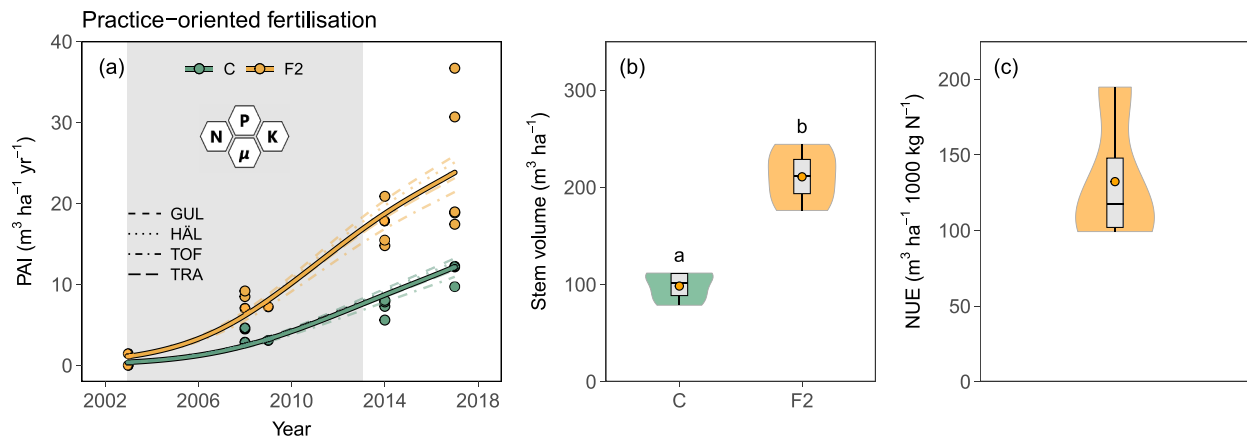 Practice−oriented fertilisation
(a)
C F2
N P K μ
GUL
HÄL
TOF
TRA
PAI (m³ ha⁻¹ yr⁻¹)
40
30
20
10
0
2002 2006 2010 2014 2018
Year
(b)
a
b
Stem volume (m³ ha⁻¹)
300
200
100
0
C F2
(c)
NUE (m³ ha⁻¹ 1000 kg N⁻¹)
200
150
100
50
0